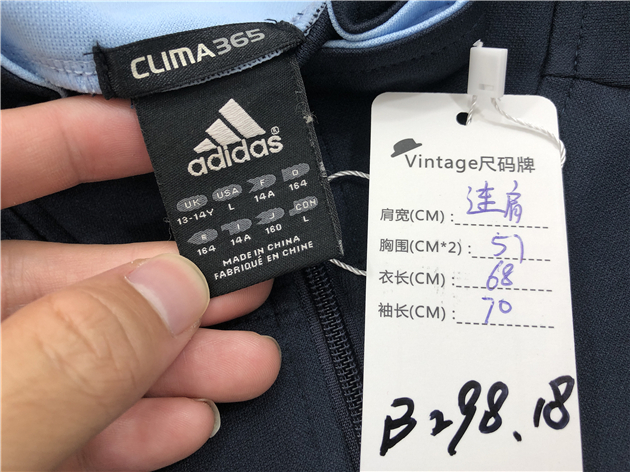 CLIMA365
adidas®
UK USA F D
13-14Y L 14A 164
E I J CDN
164 14A 160 L
MADE IN CHINA
FABRIQUÉ EN CHINE
Vintage尺码牌
肩宽(CM):连肩
胸围(CM*2):57
衣长(CM):68
袖长(CM):70
B298.18